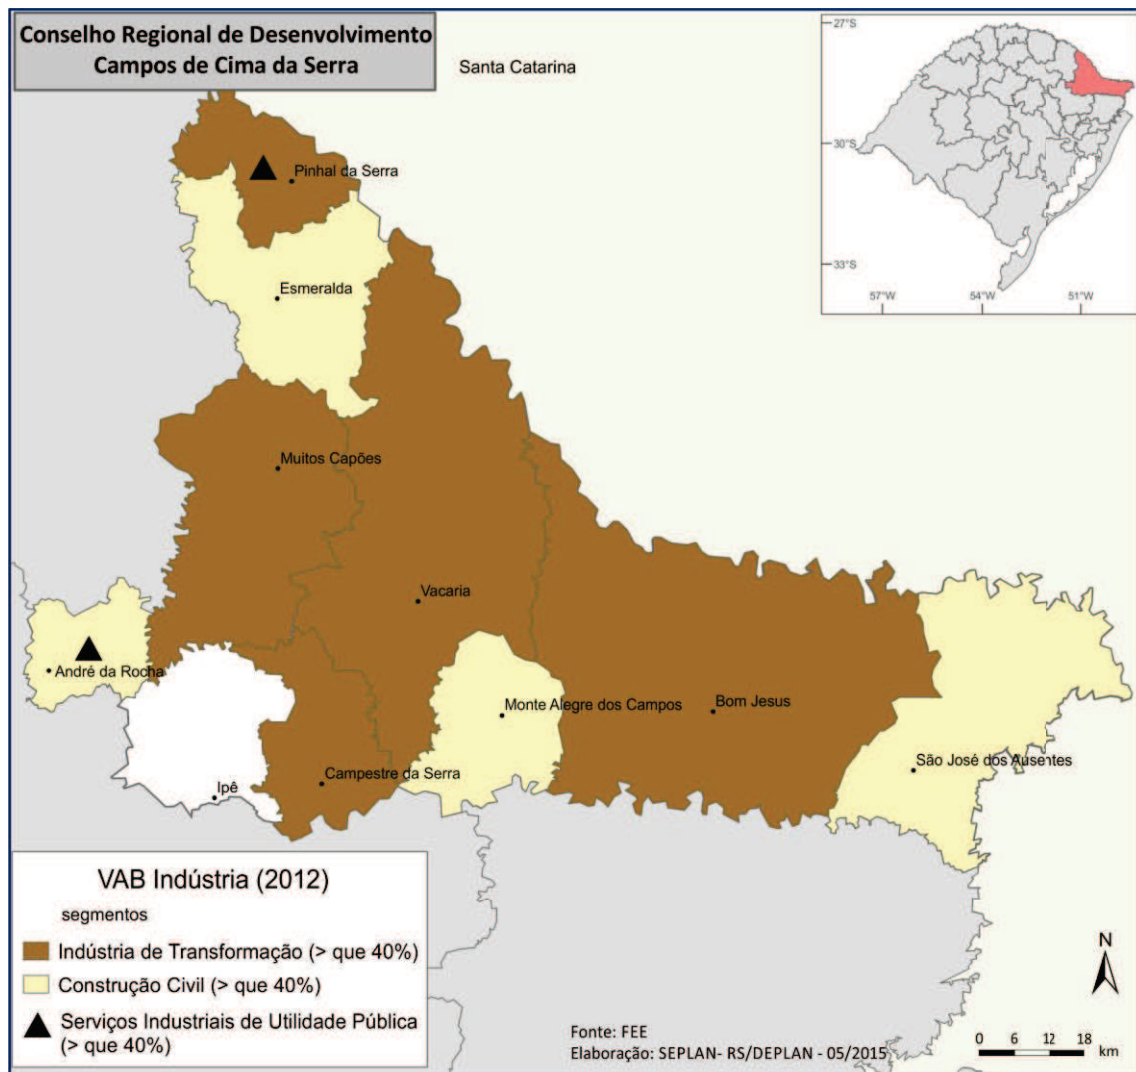 Conselho Regional de Desenvolvimento
Campos de Cima da Serra
Santa Catarina
27°S
30°S
33°S
57°W
54°W
51°W
Pinhal da Serra
Esmeralda
Muitos Capões
Vacaria
André da Rocha
Monte Alegre dos Campos
Bom Jesus
São José dos Ausentes
Campestre da Serra
Ipê
VAB Indústria (2012)
segmentos
Indústria de Transformação (> que 40%)
Construção Civil (> que 40%)
Serviços Industriais de Utilidade Pública
(> que 40%)
Fonte: FEE
Elaboração: SEPLAN- RS/DEPLAN - 05/2015
N
0 6 12 18
km